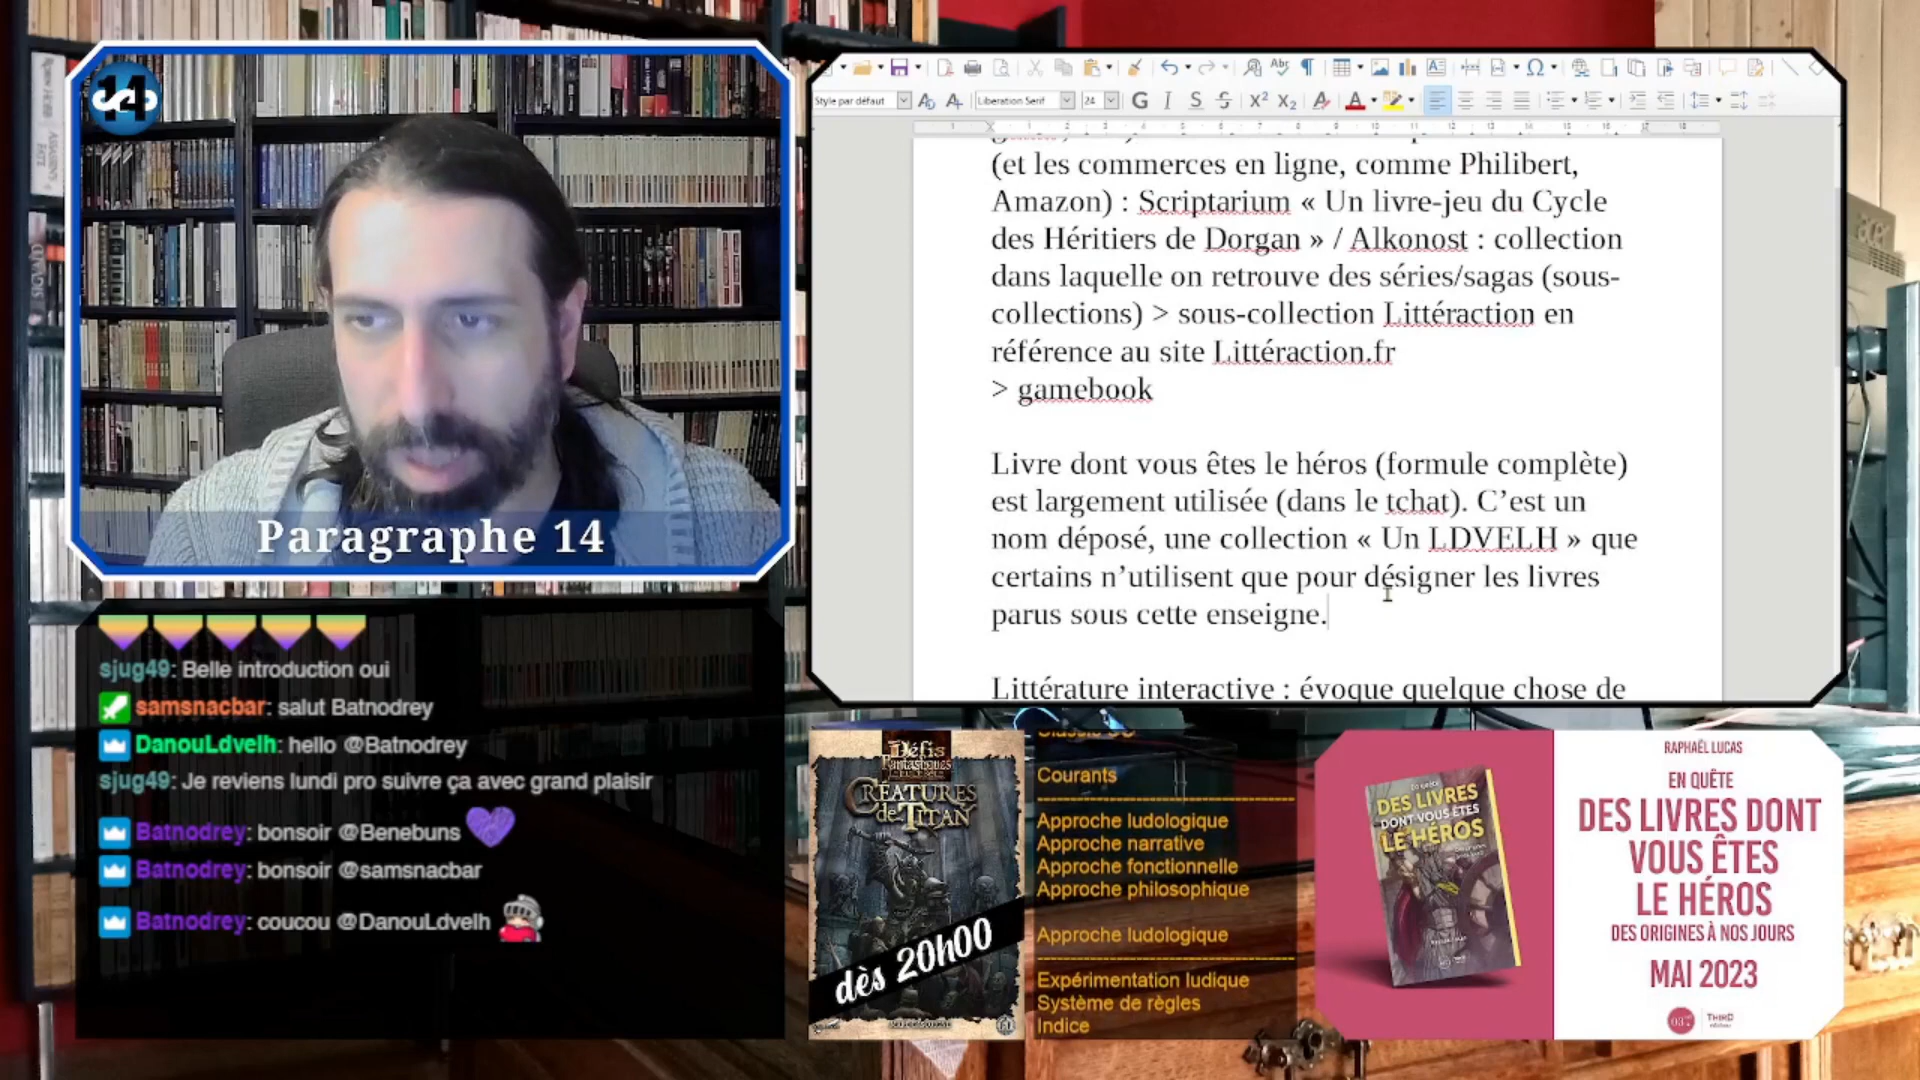 14
Paragraphe 14
Style par défaut
Liberation Serif
24
(et les commerces en ligne, comme Philibert,
Amazon) : Scriptarium « Un livre-jeu du Cycle
des Héritiers de Dorgan » / Alkonost : collection
dans laquelle on retrouve des séries/sagas (sous-
collections) > sous-collection Littéraction en
référence au site Littéraction.fr
> gamebook
Livre dont vous êtes le héros (formule complète)
est largement utilisée (dans le tchat). C’est un
nom déposé, une collection « Un LDVELH » que
certains n’utilisent que pour désigner les livres
parus sous cette enseigne.
Littérature interactive : évoque quelque chose de
sjug49: Belle introduction oui
samsnacbar: salut Batnodrey
DanouLdvelh: hello @Batnodrey
sjug49: Je reviens lundi pro suivre ça avec grand plaisir
Batnodrey: bonsoir @Benebuns
Batnodrey: bonsoir @samsnacbar
Batnodrey: coucou @DanouLdvelh
Défis
Fantastiques
CRÉATURES
de TITAN
dès 20h00
Courants
Approche ludologique
Approche narrative
Approche fonctionnelle
Approche philosophique
Approche ludologique
Expérimentation ludique
Système de règles
Indice
DES LIVRES
DONT VOUS ÊTES
LE HÉROS
RAPHAËL LUCAS
EN QUÊTE
DES LIVRES DONT
VOUS ÊTES
LE HÉROS
DES ORIGINES À NOS JOURS
MAI 2023
THIRD